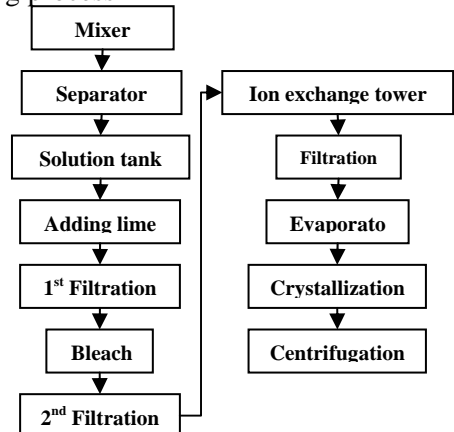 g process
Mixer
Separator
Solution tank
Adding lime
1st Filtration
Bleach
2nd Filtration
Ion exchange tower
Filtration
Evaporato
Crystallization
Centrifugation